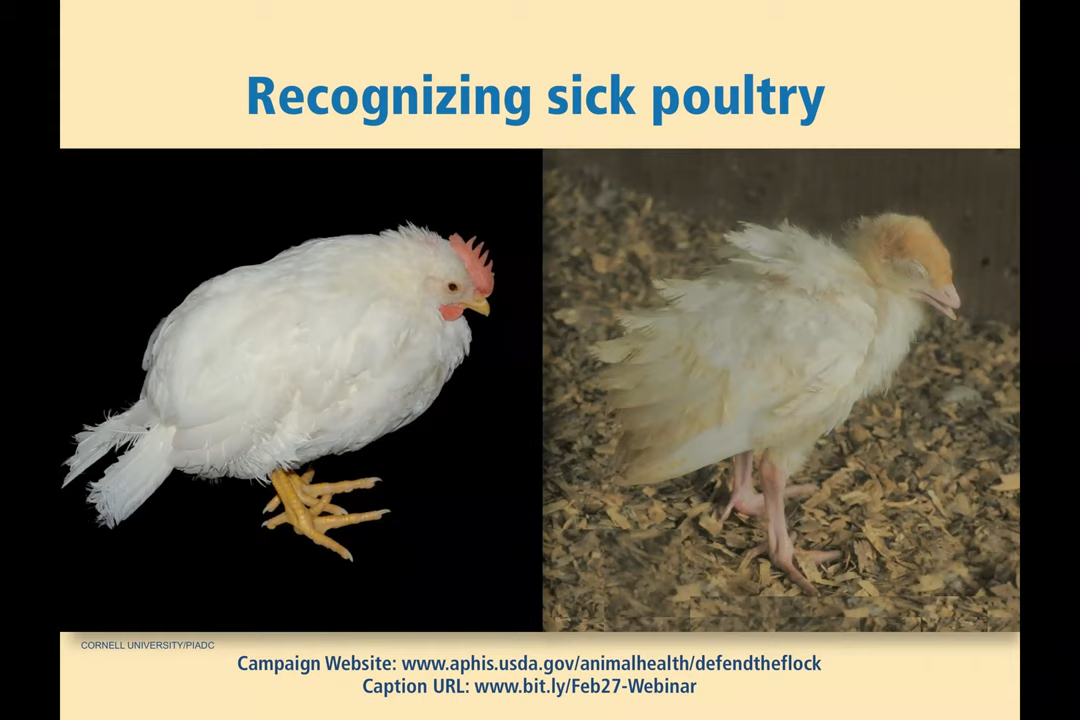 Recognizing sick poultry
CORNELL UNIVERSITY/PIADC
Campaign Website: www.aphis.usda.gov/animalhealth/defendtheflock
Caption URL: www.bit.ly/Feb27-Webinar